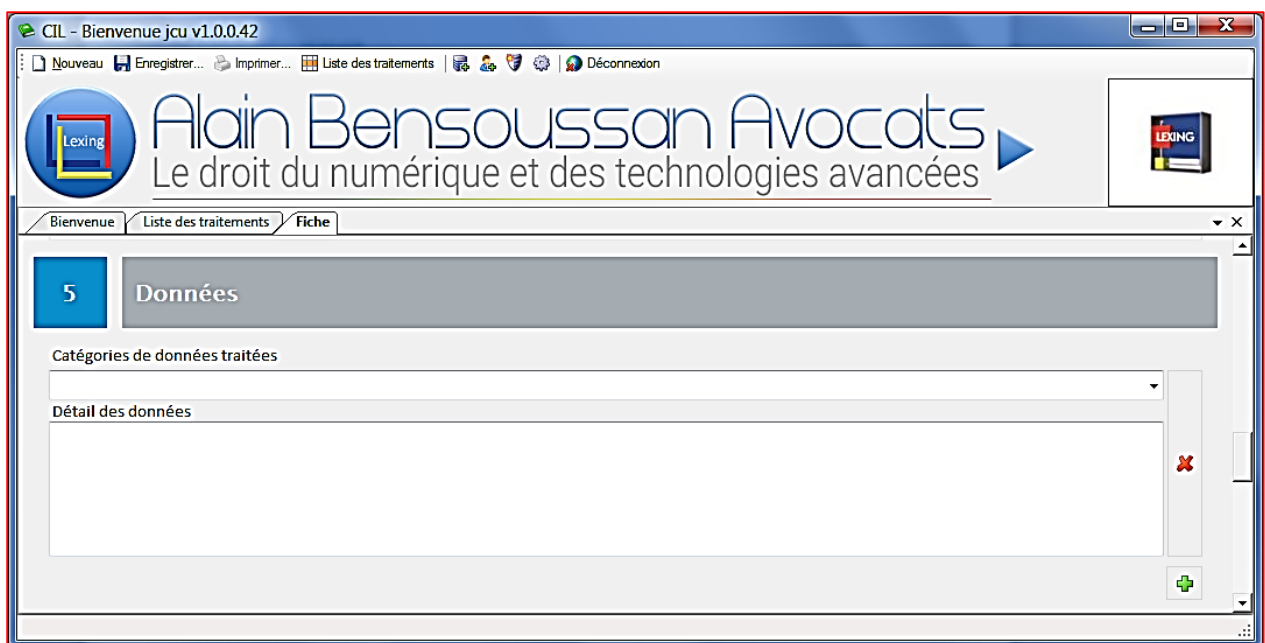 CIL - Bienvenue jcu v1.0.0.42
Nouveau Enregistrer... Imprimer... Liste des traitements Déconnexion
Lexing
Alain Bensoussan Avocats
Le droit du numérique et des technologies avancées
LEXING
Bienvenue Liste des traitements Fiche
5 Données
Catégories de données traitées
Détail des données